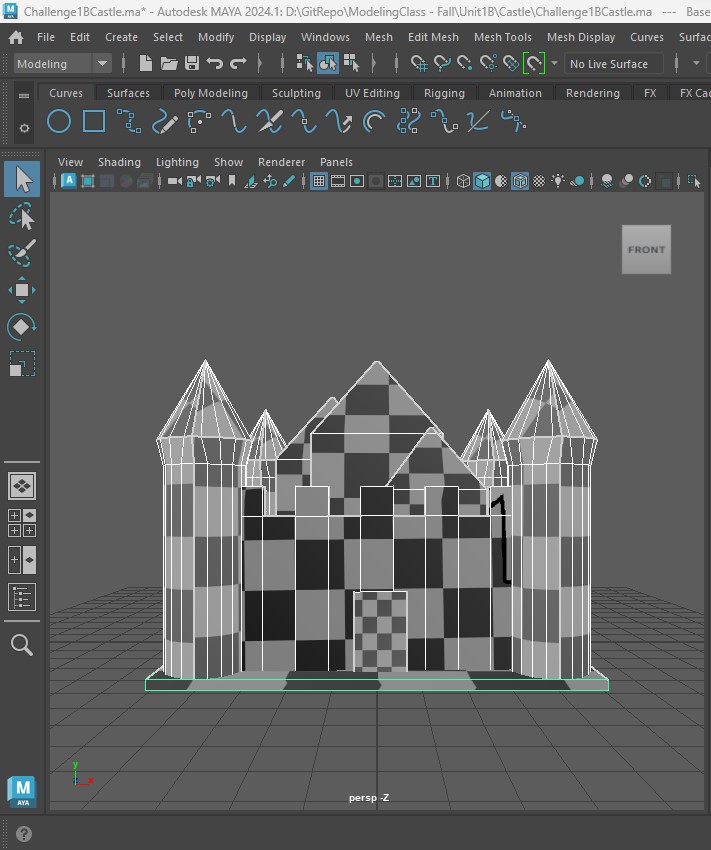 Challenge1BCastle.ma* - Autodesk MAYA 2024.1: D:\GitRepo\ModelingClass - Fall\Unit1B\Castle\Challenge1BCastle.ma --- Base
File Edit Create Select Modify Display Windows Mesh Edit Mesh Mesh Tools Mesh Display Curves Surfac
Modeling No Live Surface
Curves Surfaces Poly Modeling Sculpting UV Editing Rigging Animation Rendering FX FX Ca
View Shading Lighting Show Renderer Panels
A T
FRONT
1
y
x
M
AYA
persp -Z
?